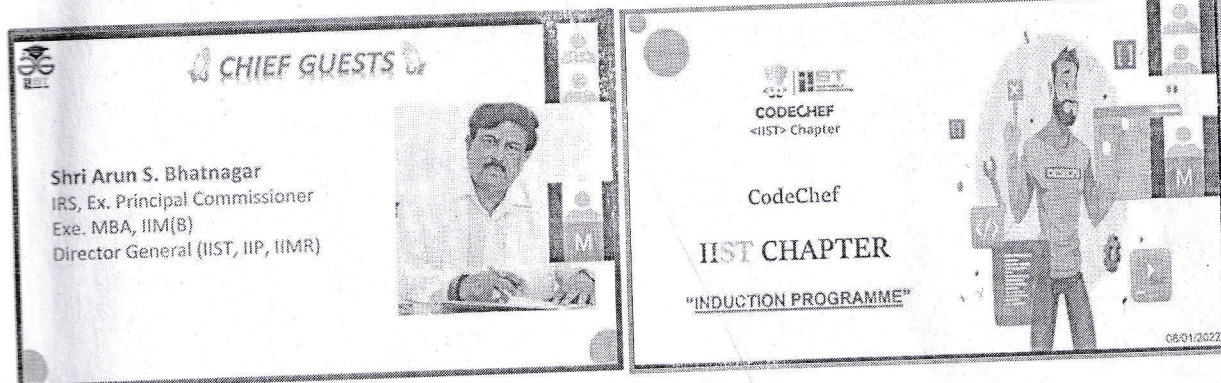 IIST
CHIEF GUESTS
Shri Arun S. Bhatnagar
IRS, Ex. Principal Commissioner
Exe. MBA, IIM(B)
Director General (IIST, IIP, IIMR)
M
IIST
CODECHEF
<IIST> Chapter
CodeChef
IIST CHAPTER
"INDUCTION PROGRAMME"
</>
M
08/01/2022